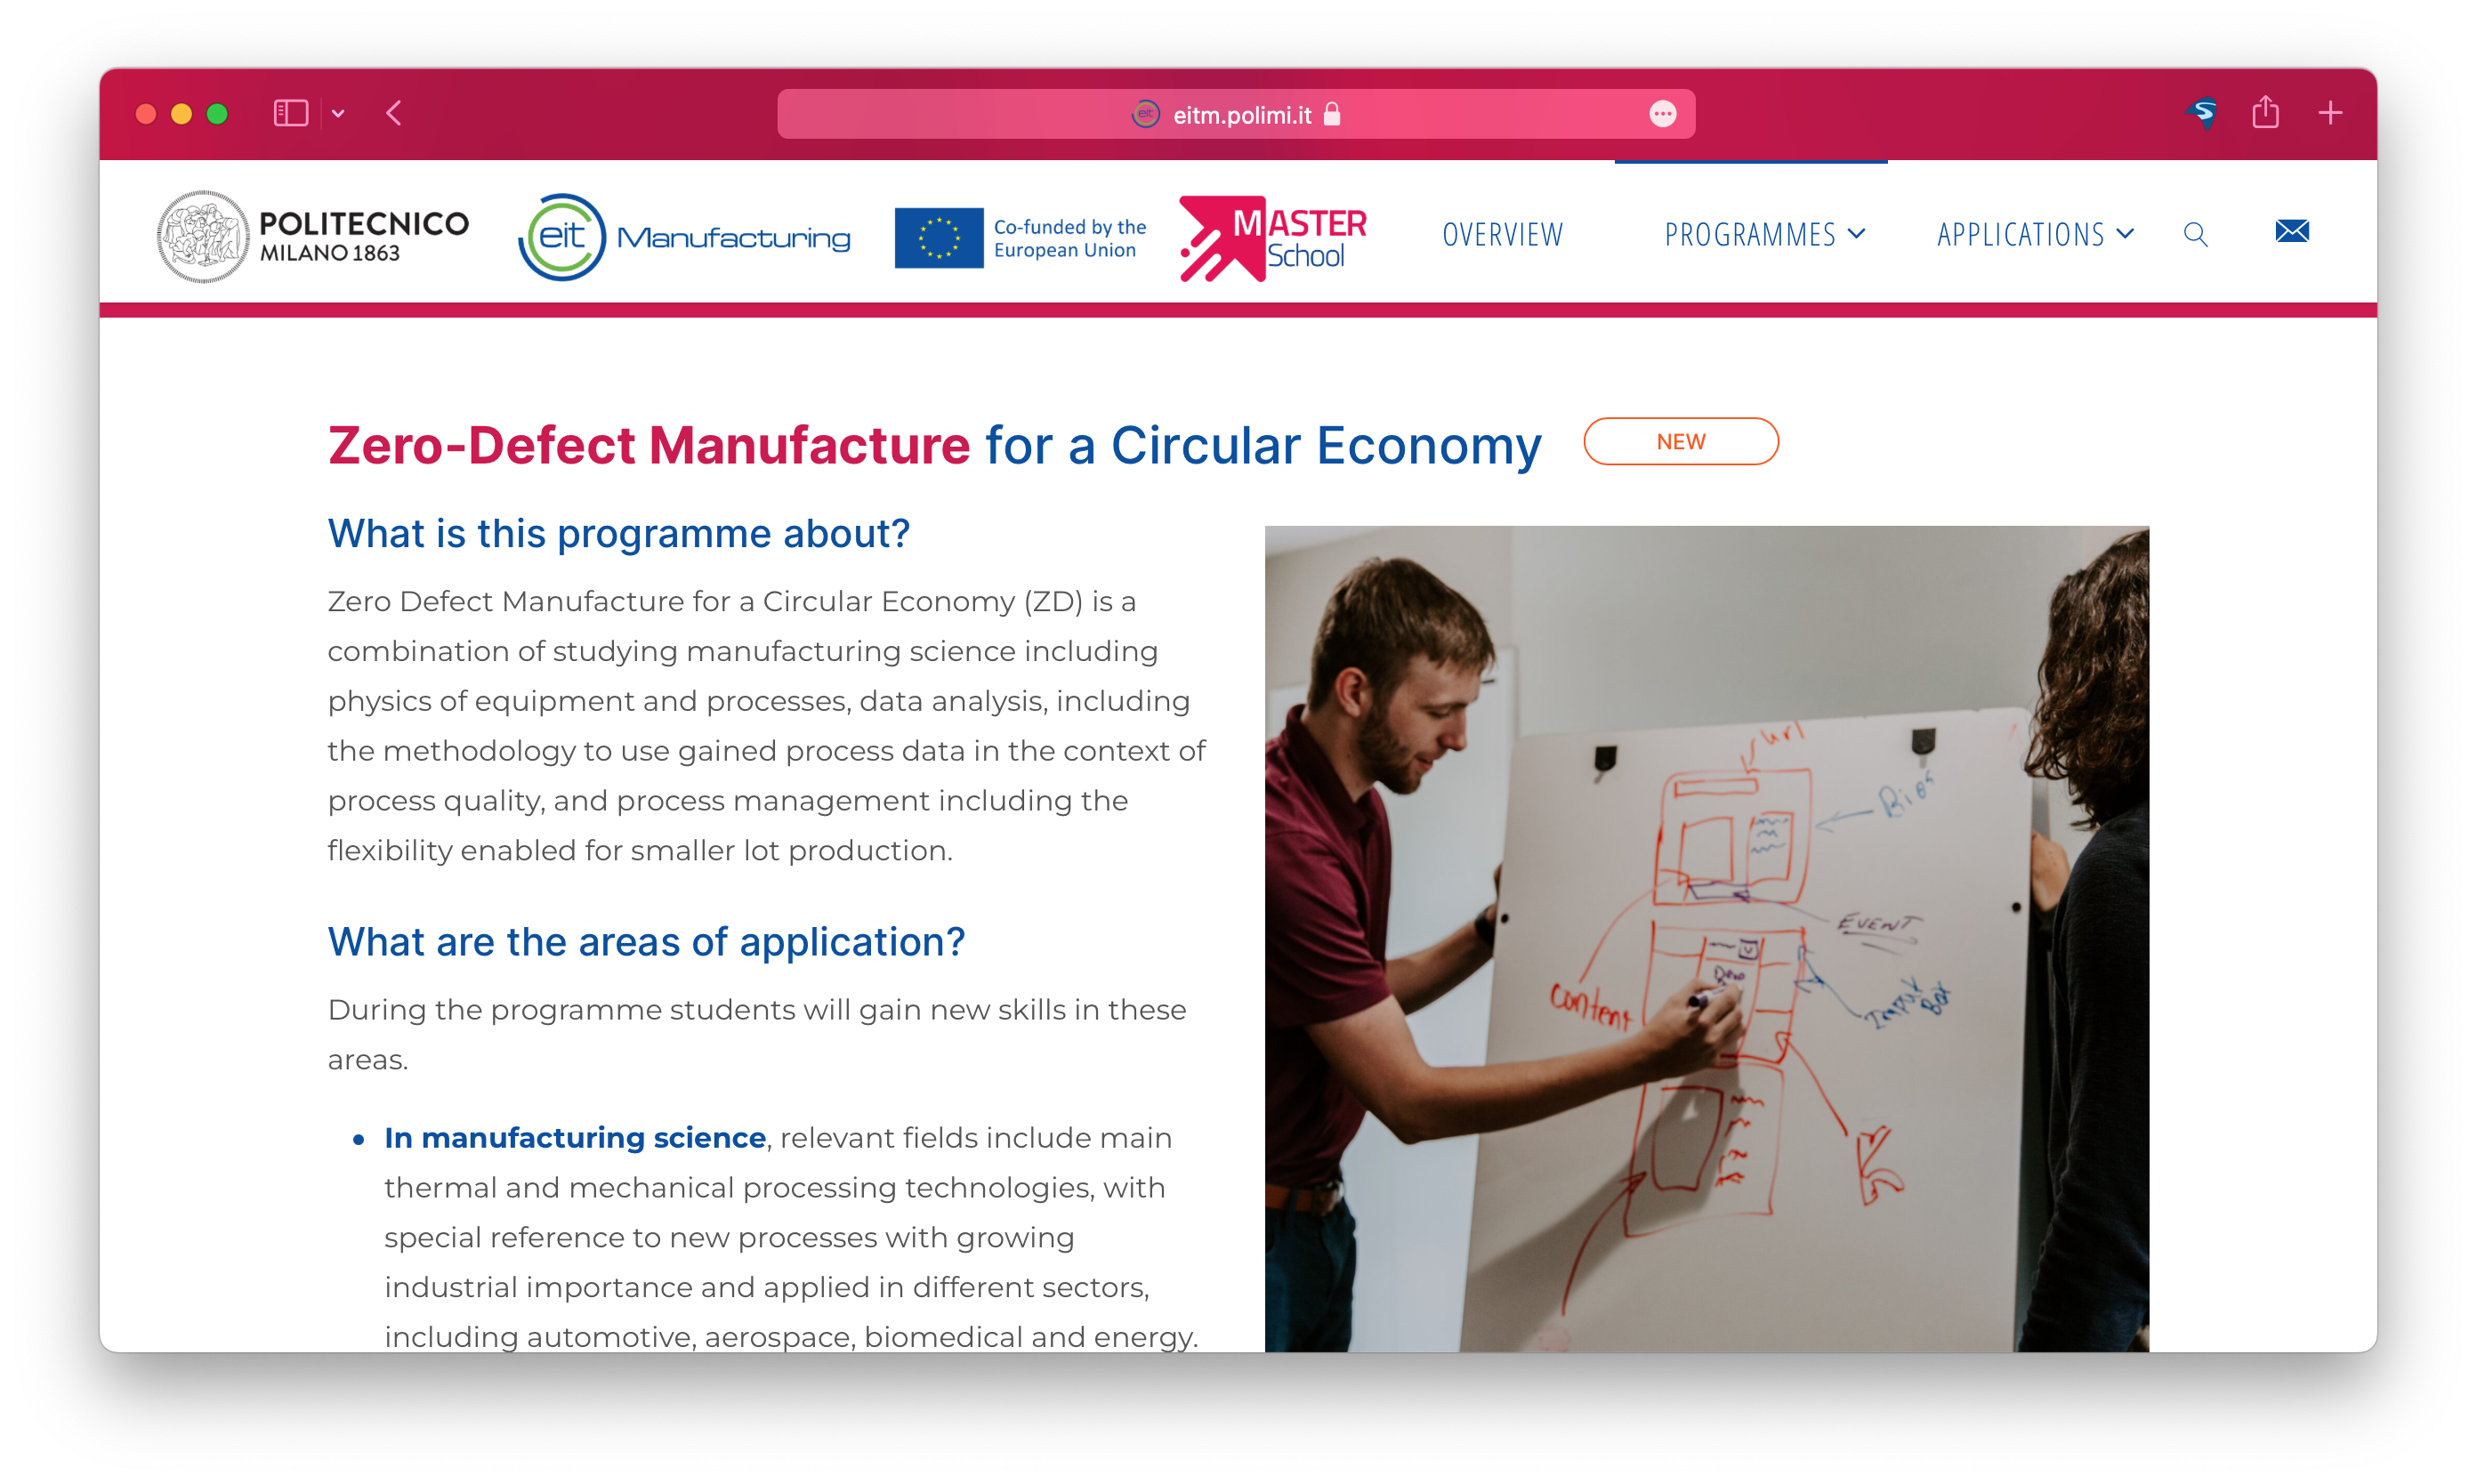 eitm.polimi.it
POLITECNICO
MILANO 1863
eit Manufacturing
Co-funded by the
European Union
MASTER
School
OVERVIEW
PROGRAMMES
APPLICATIONS
Zero-Defect Manufacture for a Circular Economy
NEW
What is this programme about?
Zero Defect Manufacture for a Circular Economy (ZD) is a
combination of studying manufacturing science including
physics of equipment and processes, data analysis, including
the methodology to use gained process data in the context of
process quality, and process management including the
flexibility enabled for smaller lot production.
What are the areas of application?
During the programme students will gain new skills in these
areas.
• In manufacturing science, relevant fields include main
thermal and mechanical processing technologies, with
special reference to new processes with growing
industrial importance and applied in different sectors,
including automotive, aerospace, biomedical and energy.
url
EVENT
content
Input
Box